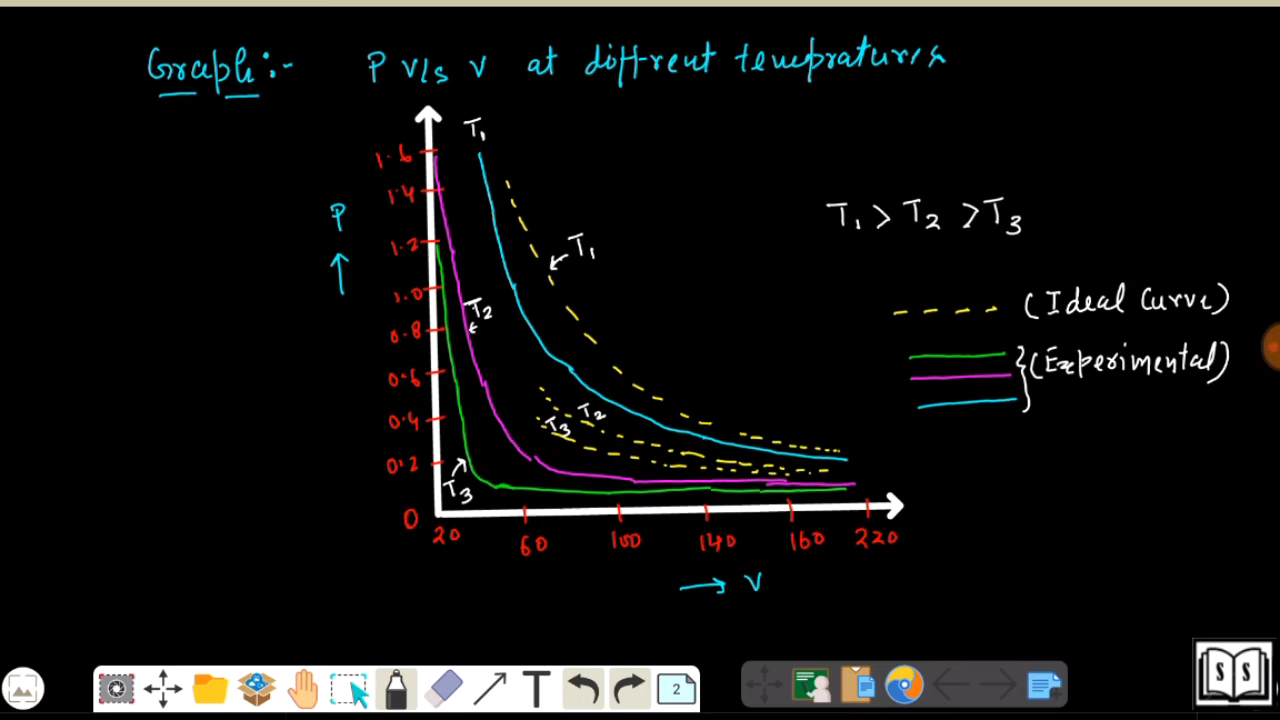 Graph:- P v/s V at different tempratures
T1
1.6
1.4
1.2
1.0
0.8
0.6
0.4
0.2
0
P
T1
T2
T2
T3
T3
20 60 100 140 160 220
V
T1 > T2 > T3
(Ideal Curve)
(Experimental)
T
2
S S